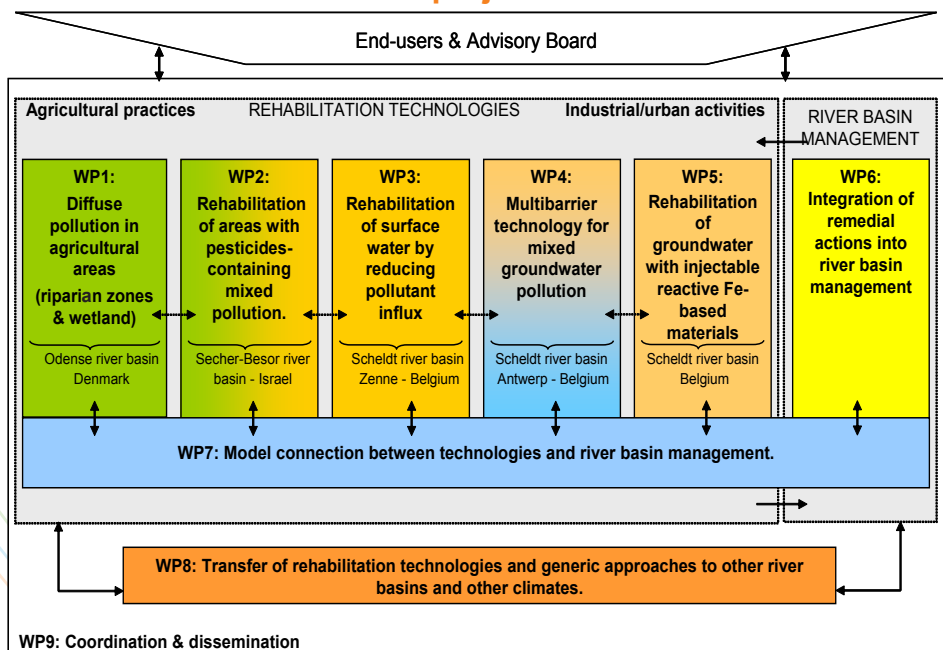 End-users & Advisory Board
Agricultural practices
REHABILITATION TECHNOLOGIES
Industrial/urban activities
RIVER BASIN
MANAGEMENT
WP1:
Diffuse
pollution in
agricultural
areas
(riparian zones
& wetland)
Odense river basin
Denmark
WP2:
Rehabilitation
of areas with
pesticides-
containing
mixed
pollution.
Secher-Besor river
basin - Israel
WP3:
Rehabilitation
of surface
water by
reducing
pollutant
influx
Scheldt river basin
Zenne - Belgium
WP4:
Multibarrier
technology for
mixed
groundwater
pollution
Scheldt river basin
Antwerp - Belgium
WP5:
Rehabilitation
of
groundwater
with injectable
reactive Fe-
based
materials
Scheldt river basin
Belgium
WP6:
Integration of
remedial
actions into
river basin
management
WP7: Model connection between technologies and river basin management.
WP8: Transfer of rehabilitation technologies and generic approaches to other river
basins and other climates.
WP9: Coordination & dissemination